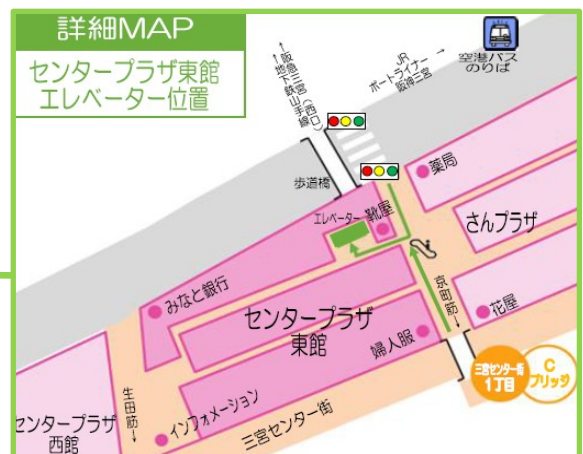 詳細MAP
センタープラザ東館
エレベーター位置
←阪急三宮(西口)
←地下鉄山手線
JR
ポートライナー →
阪神三宮
空港バス
のりば
歩道橋
エレベーター
靴屋
薬局
さんプラザ
みなと銀行
センタープラザ
東館
京町筋→
花屋
婦人服
三宮センター街
1丁目
C
ブリッジ
生田筋→
インフォメーション
三宮センター街
センタープラザ
西館